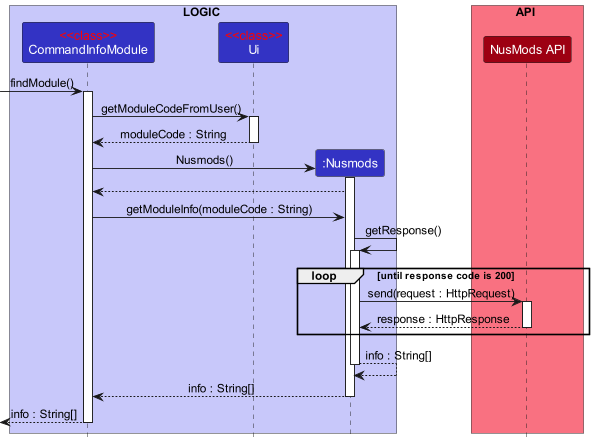 LOGIC
API
<<class>>
CommandInfoModule
<<class>>
Ui
NusMods API
findModule()
getModuleCodeFromUser()
moduleCode : String
Nusmods()
:Nusmods
getModuleInfo(moduleCode : String)
getResponse()
loop [until response code is 200]
send(request : HttpRequest)
response : HttpResponse
info : String[]
info : String[]
info : String[]